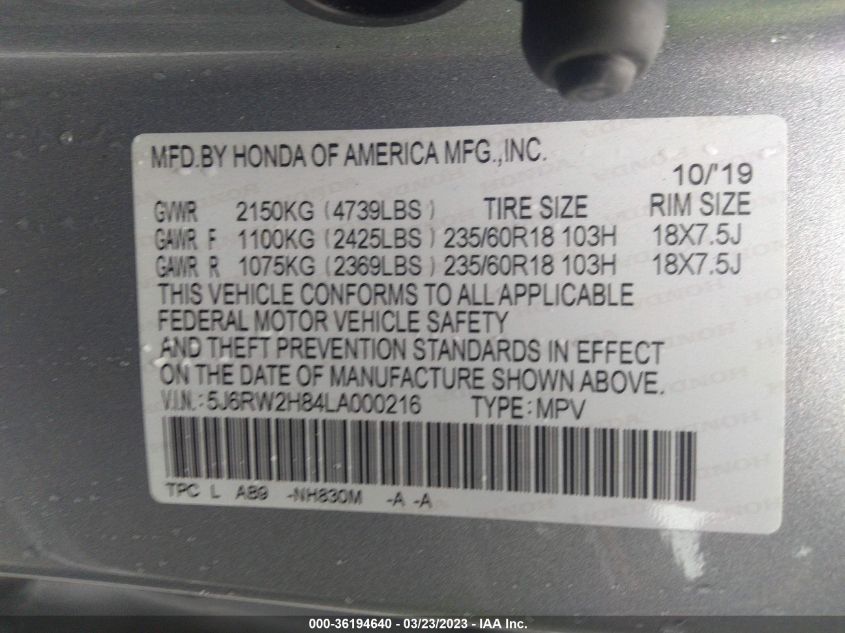 MFD.BY HONDA OF AMERICA MFG.,INC.
10/'19
GVWR 2150KG (4739LBS) TIRE SIZE RIM SIZE
GAWR F 1100KG (2425LBS) 235/60R18 103H 18X7.5J
GAWR R 1075KG (2369LBS) 235/60R18 103H 18X7.5J
THIS VEHICLE CONFORMS TO ALL APPLICABLE
FEDERAL MOTOR VEHICLE SAFETY
AND THEFT PREVENTION STANDARDS IN EFFECT
ON THE DATE OF MANUFACTURE SHOWN ABOVE.
V.I.N.: 5J6RW2H84LA000216 TYPE: MPV
TPC L AB9 -NH830M -A -A
000-36194640 - 03/23/2023 - IAA Inc.